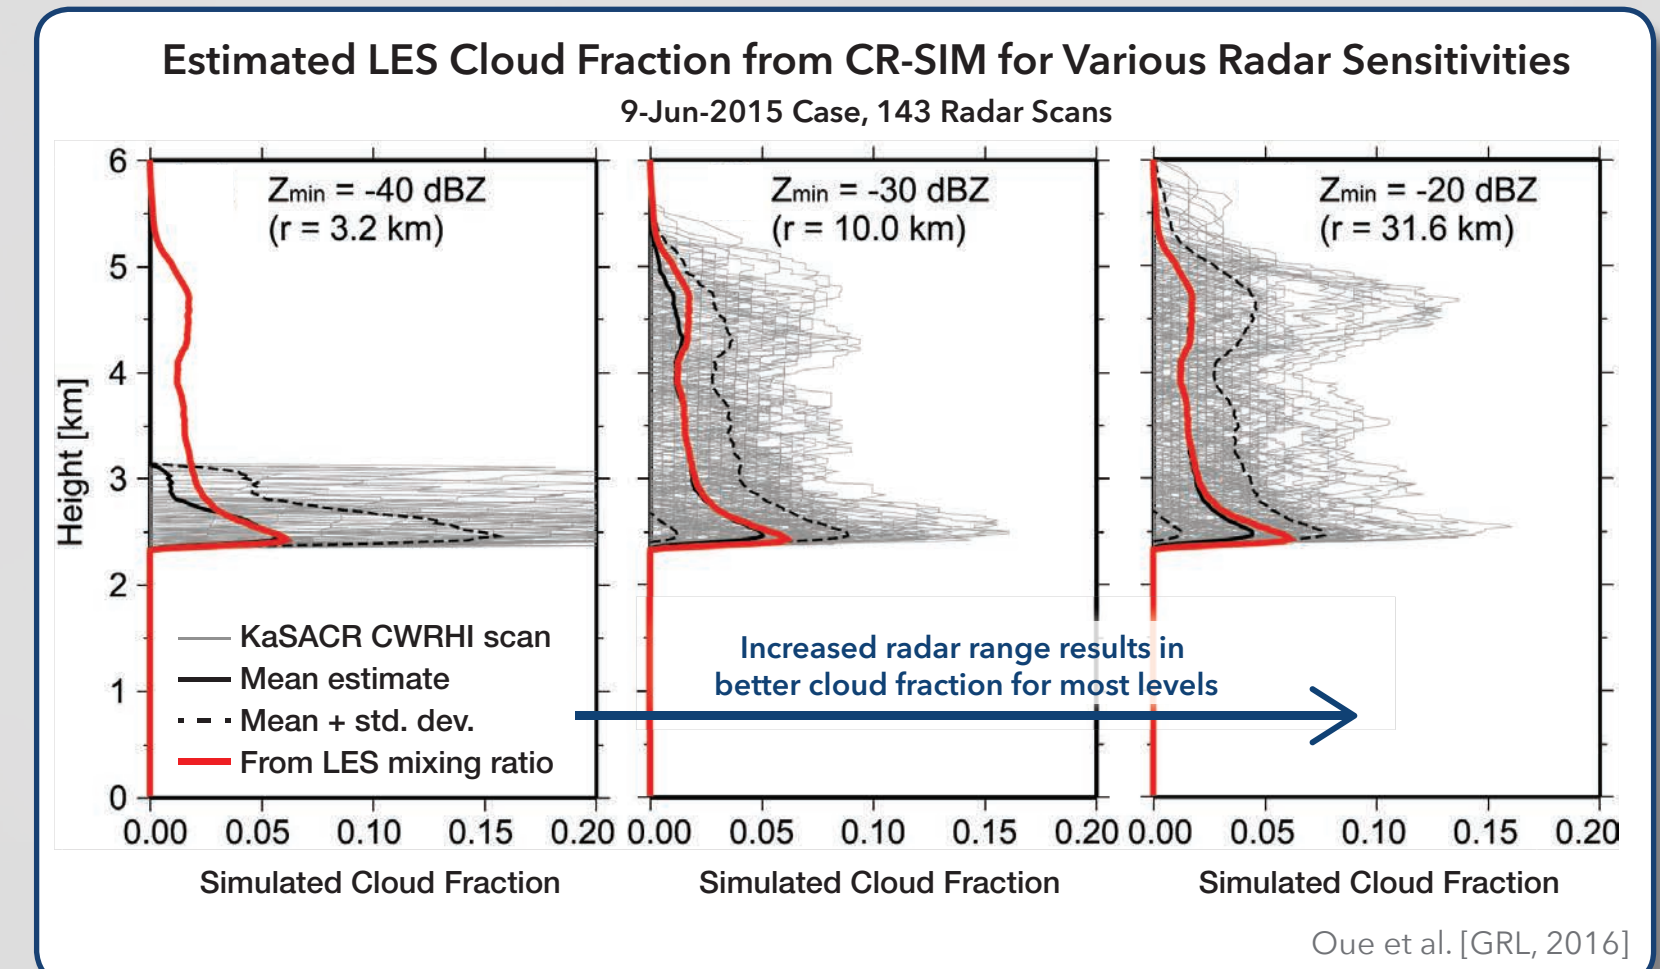 Estimated LES Cloud Fraction from CR-SIM for Various Radar Sensitivities
9-Jun-2015 Case, 143 Radar Scans
Zmin = -40 dBZ
(r = 3.2 km)
Zmin = -30 dBZ
(r = 10.0 km)
Zmin = -20 dBZ
(r = 31.6 km)
Height [km]
6
5
4
3
2
1
0
KaSACR CWRHI scan
Mean estimate
Mean + std. dev.
From LES mixing ratio
Increased radar range results in
better cloud fraction for most levels
0.00 0.05 0.10 0.15 0.20 0.00 0.05 0.10 0.15 0.20 0.00 0.05 0.10 0.15 0.20
Simulated Cloud Fraction Simulated Cloud Fraction Simulated Cloud Fraction
Oue et al. [GRL, 2016]